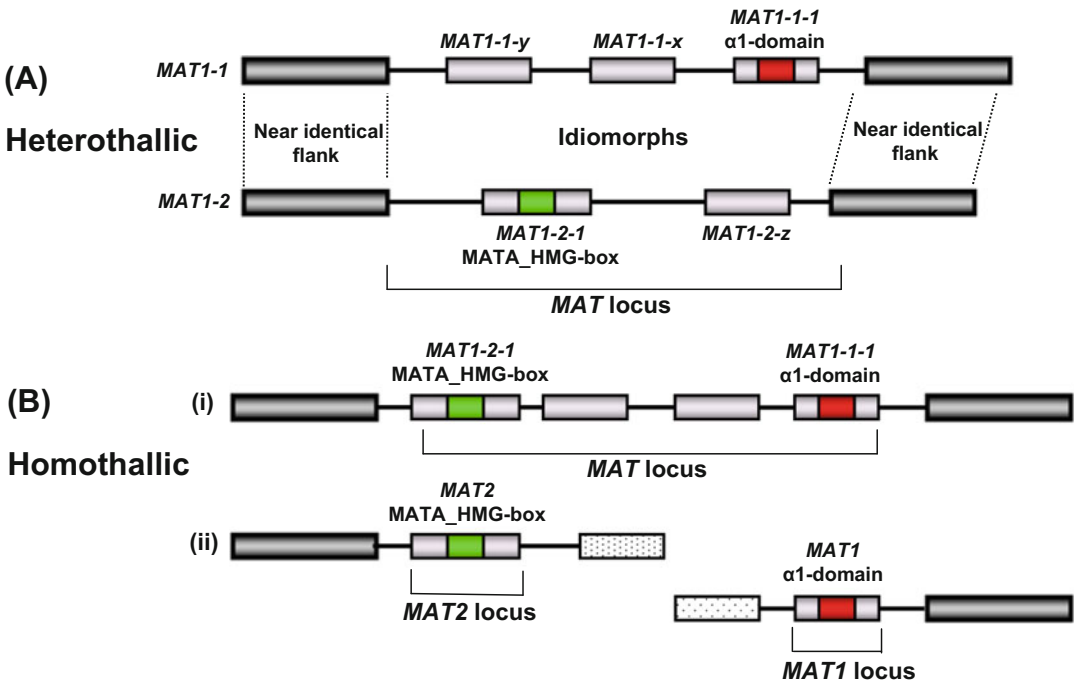 (A)
Heterothallic
MAT1-1
MAT1-1-y
MAT1-1-x
MAT1-1-1
α1-domain
Near identical
flank
Idiomorphs
Near identical
flank
MAT1-2
MAT1-2-1
MATA_HMG-box
MAT1-2-z
MAT locus
(B)
Homothallic
(i)
MAT1-2-1
MATA_HMG-box
MAT1-1-1
α1-domain
MAT locus
(ii)
MAT2
MATA_HMG-box
MAT2 locus
MAT1
α1-domain
MAT1 locus